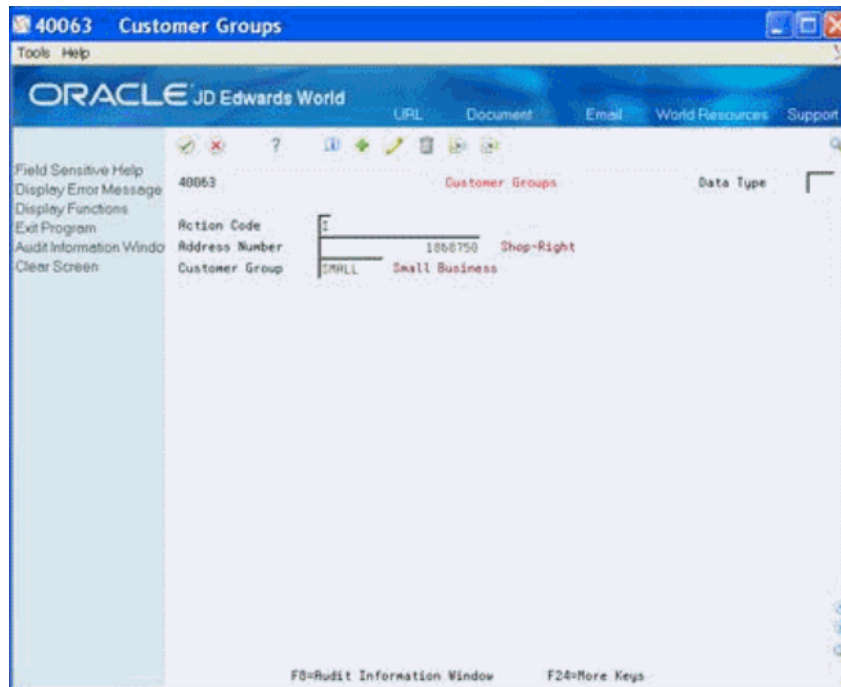 40063 Customer Groups
Tools Help
ORACLE JD Edwards World
URL Document Email World Resources Support
?
Field Sensitive Help
Display Error Message
Display Functions
Exit Program
Audit Information Windo
Clear Screen
40063 Customer Groups Data Type
Action Code I
Address Number 1868750 Shop-Right
Customer Group SMALL Small Business
F8=Audit Information Window F24=More Keys